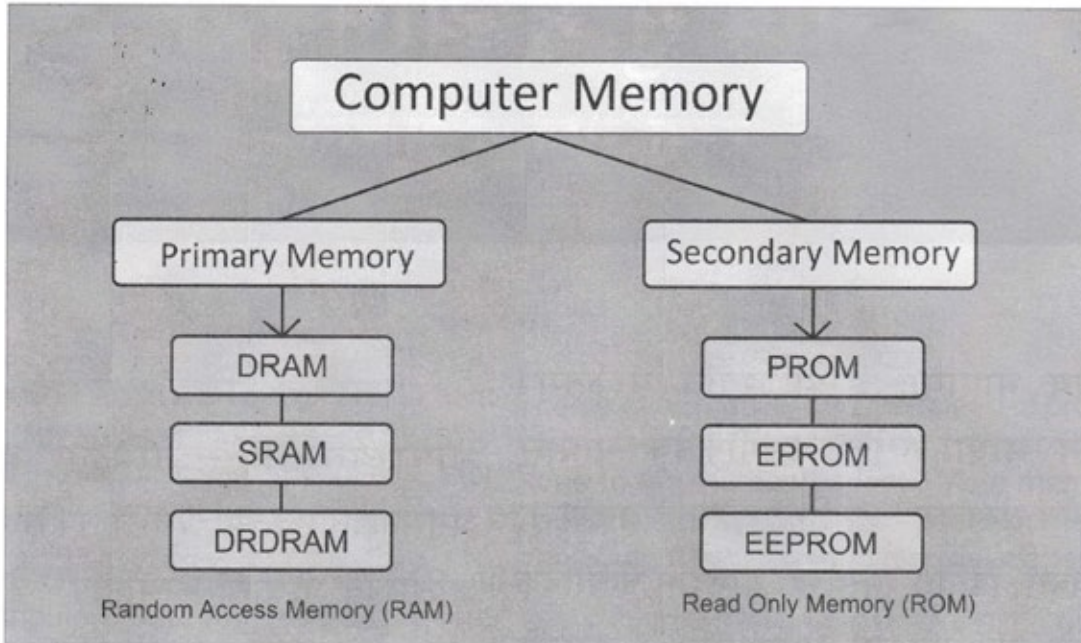 Computer Memory
Primary Memory
Secondary Memory
DRAM
PROM
SRAM
EPROM
DRDRAM
EEPROM
Random Access Memory (RAM)
Read Only Memory (ROM)